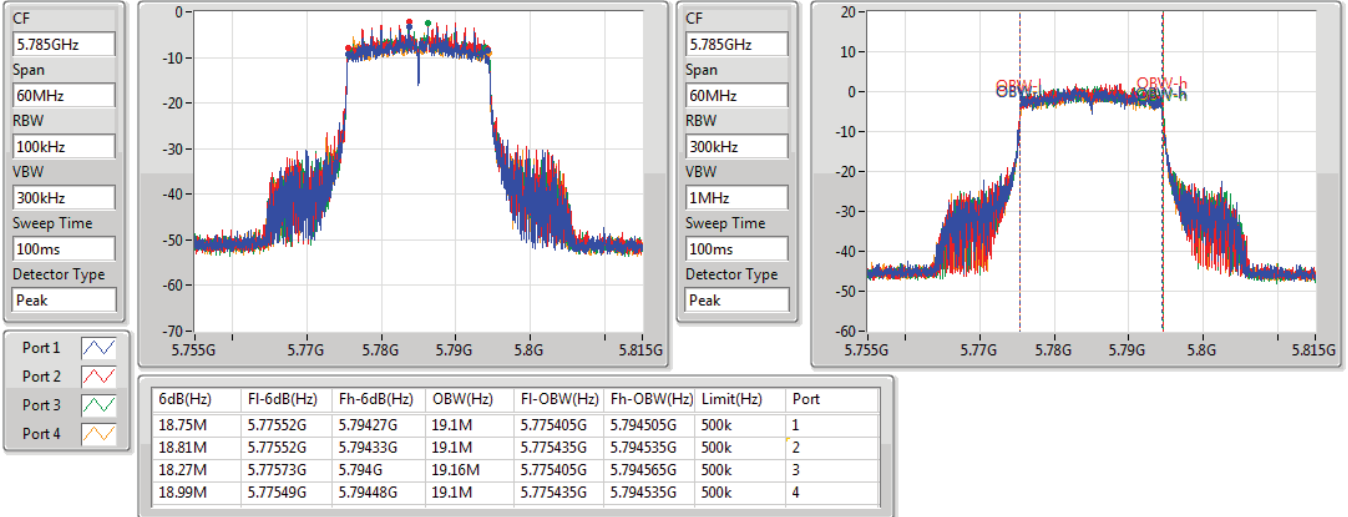 CF
5.785GHz
Span
60MHz
RBW
100kHz
VBW
300kHz
Sweep Time
100ms
Detector Type
Peak
Port 1
Port 2
Port 3
Port 4
0
-10
-20
-30
-40
-50
-60
-70
5.755G 5.77G 5.78G 5.79G 5.8G 5.815G
CF
5.785GHz
Span
60MHz
RBW
300kHz
VBW
1MHz
Sweep Time
100ms
Detector Type
Peak
20
10
0
-10
-20
-30
-40
-50
-60
OBW-l OBW-h
OBW-l OBW-h
5.755G 5.77G 5.78G 5.79G 5.8G 5.815G
6dB(Hz) Fl-6dB(Hz) Fh-6dB(Hz) OBW(Hz) Fl-OBW(Hz) Fh-OBW(Hz) Limit(Hz) Port
18.75M 5.77552G 5.79427G 19.1M 5.775405G 5.794505G 500k 1
18.81M 5.77552G 5.79433G 19.1M 5.775435G 5.794535G 500k 2
18.27M 5.77573G 5.794G 19.16M 5.775405G 5.794565G 500k 3
18.99M 5.77549G 5.79448G 19.1M 5.775435G 5.794535G 500k 4